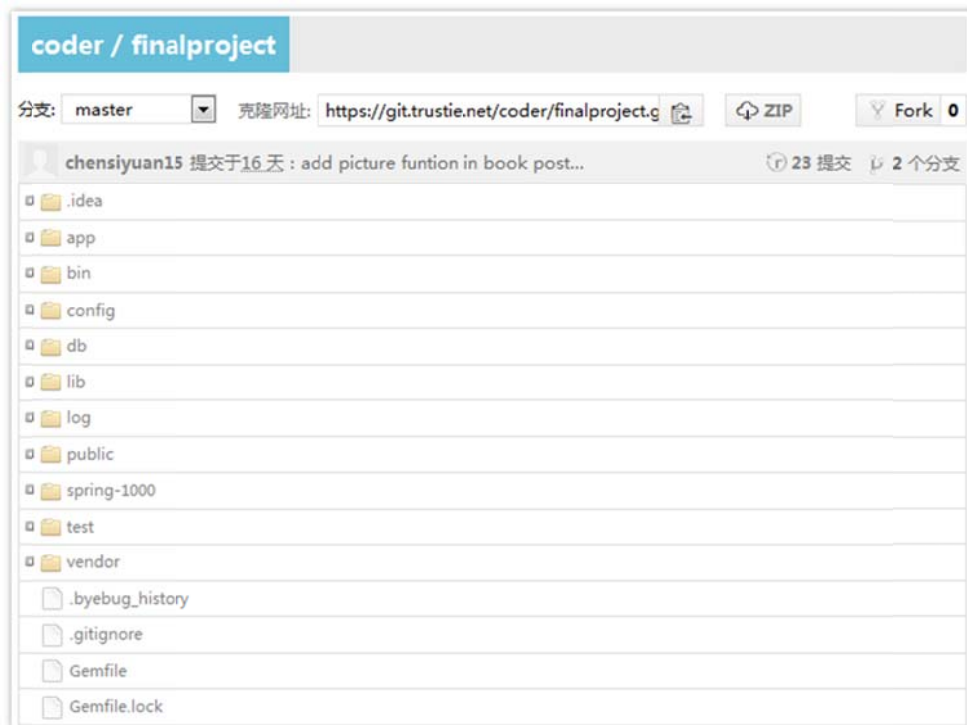 coder / finalproject
分支: master 克隆网址: https://git.trustie.net/coder/finalproject.g ZIP Fork 0
chensiyuan15 提交于16 天 : add picture funtion in book post... 23 提交 2 个分支
.idea
app
bin
config
db
lib
log
public
spring-1000
test
vendor
.byebug_history
.gitignore
Gemfile
Gemfile.lock